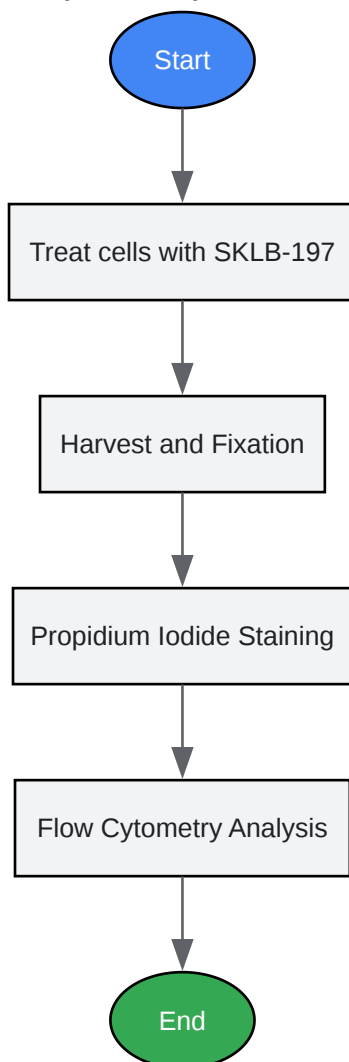 Start
Treat cells with SKLB-197
Harvest and Fixation
Propidium Iodide Staining
Flow Cytometry Analysis
End